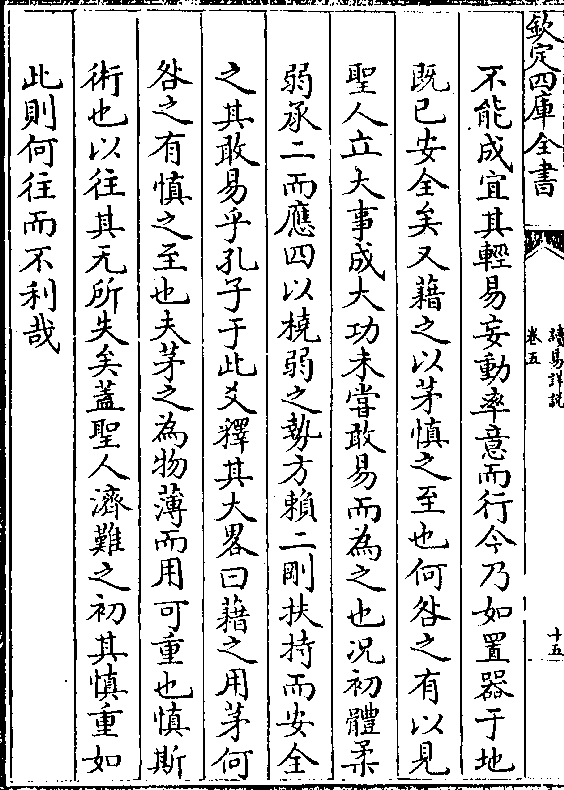 欽定四庫全書
讀易詳說
卷五
十五
不能成宜其輕易妄動率意而行今乃如置器于地
既已安全矣又藉之以茅慎之至也何咎之有以見
聖人立大事成大功未嘗敢易而為之也況初體柔
弱承二而應四以橈弱之勢方賴二剛扶持而安全
之其敢易乎孔子于此爻釋其大畧曰藉之用茅何
咎之有慎之至也夫茅之為物薄而用可重也慎斯
術也以往其无所失矣蓋聖人濟難之初其慎重如
此則何往而不利哉